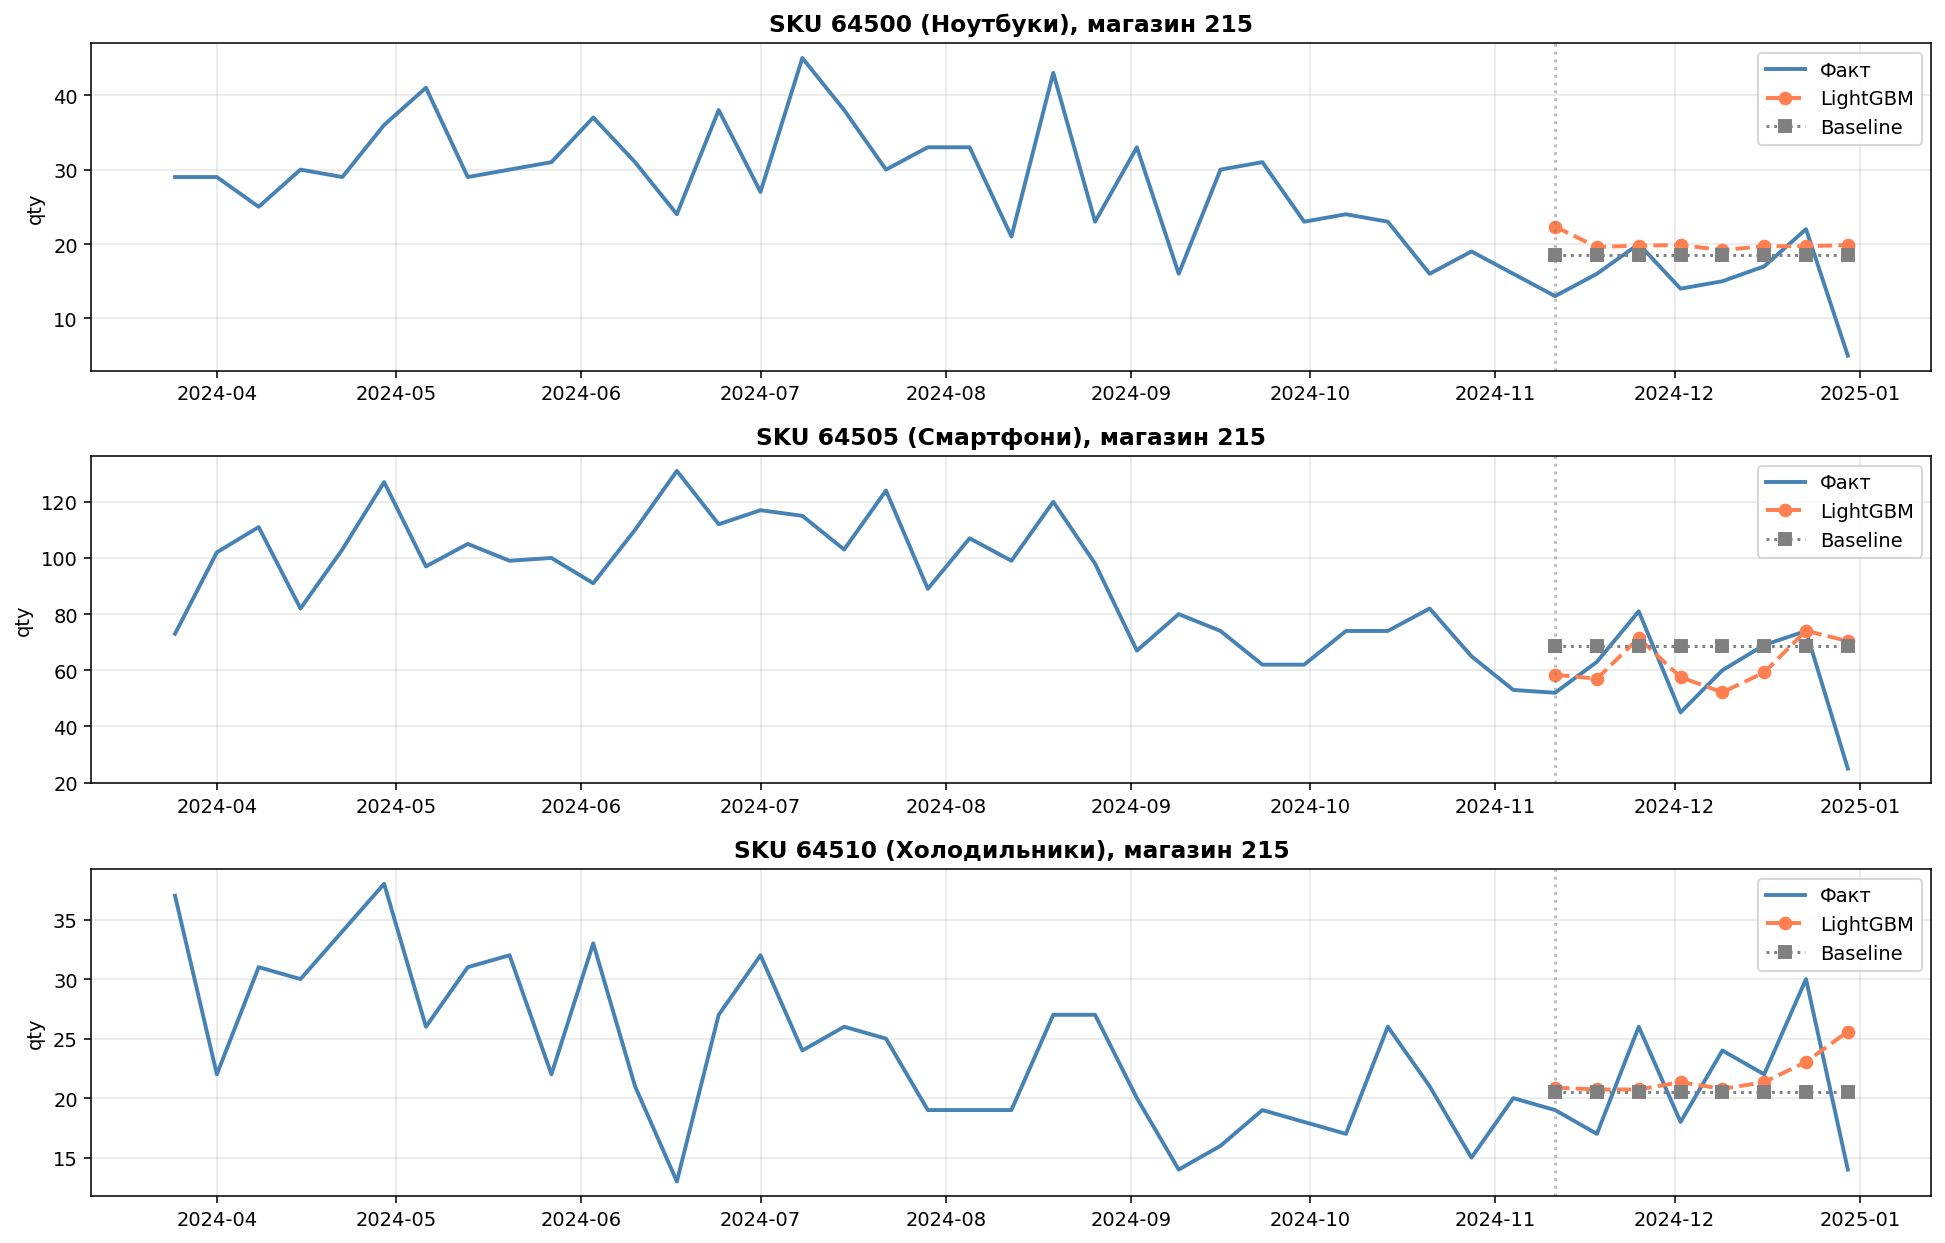 SKU 64500 (Ноутбуки), магазин 215
qty
40
30
20
10
Факт
LightGBM
Baseline
2024-04 2024-05 2024-06 2024-07 2024-08 2024-09 2024-10 2024-11 2024-12 2025-01
SKU 64505 (Смартфони), магазин 215
qty
120
100
80
60
40
20
Факт
LightGBM
Baseline
2024-04 2024-05 2024-06 2024-07 2024-08 2024-09 2024-10 2024-11 2024-12 2025-01
SKU 64510 (Холодильники), магазин 215
qty
35
30
25
20
15
Факт
LightGBM
Baseline
2024-04 2024-05 2024-06 2024-07 2024-08 2024-09 2024-10 2024-11 2024-12 2025-01